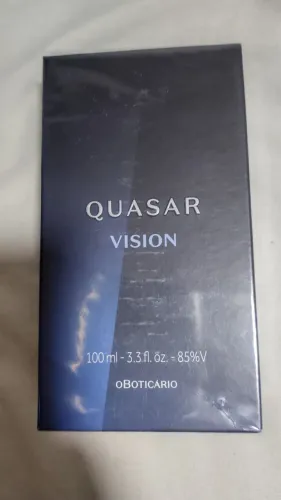 QUASAR
VISION
100 ml - 3.3 fl. oz. - 85%V
oBOTICÁRIO